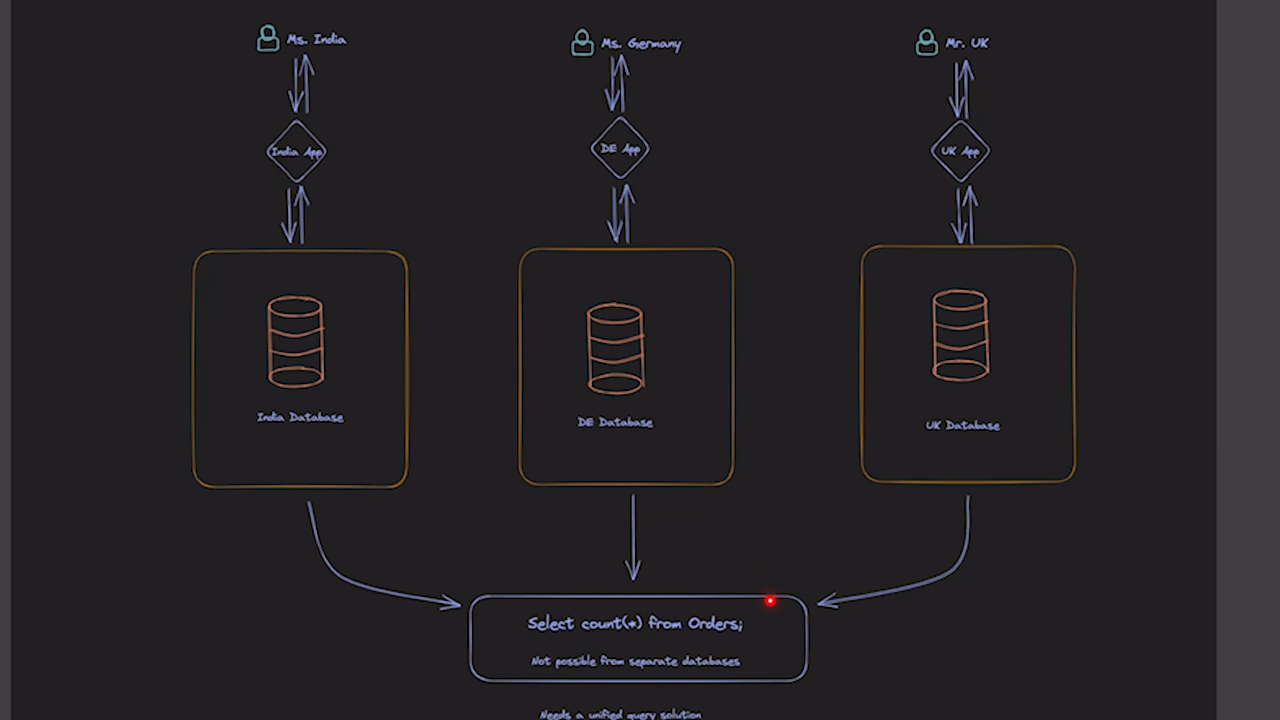 Ms. India
Ms. Germany
Mr. UK
India App
DE App
UK App
India Database
DE Database
UK Database
Select count(*) from Orders;
Not possible from separate databases
Needs a unified query solution